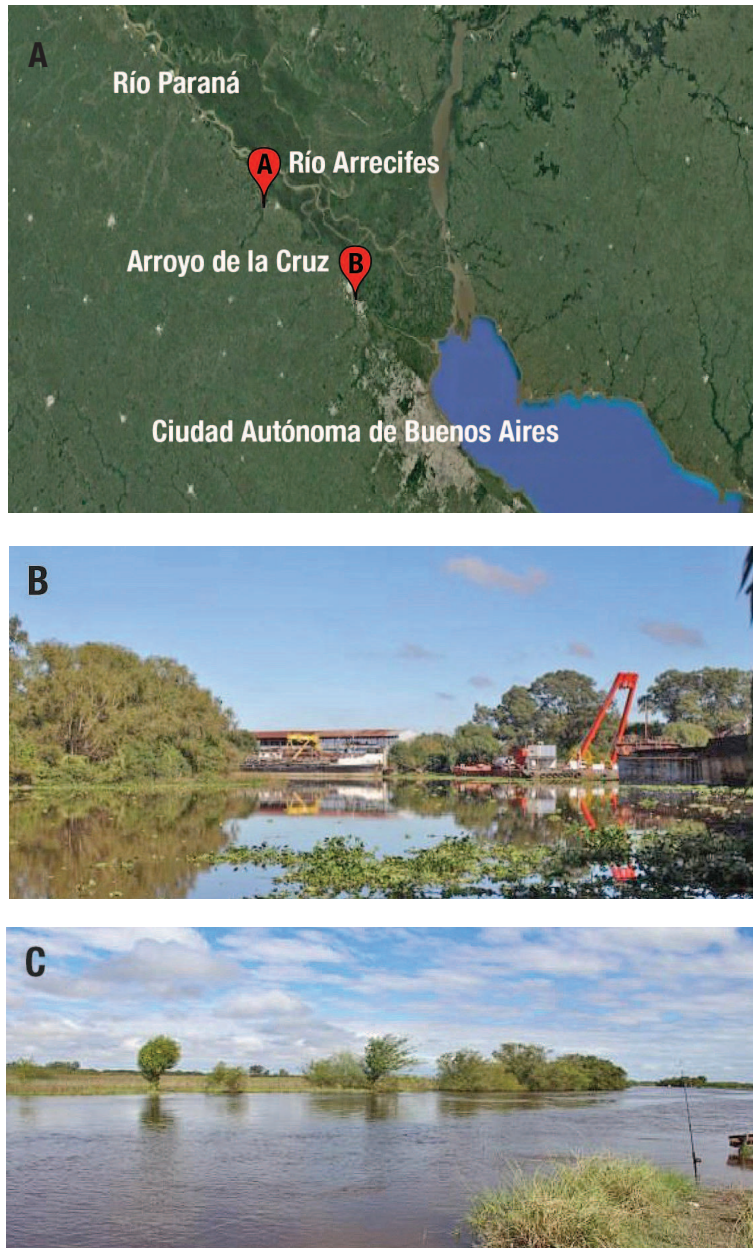 A
Río Paraná
A Río Arrecifes
Arroyo de la Cruz B
Ciudad Autónoma de Buenos Aires
B
C